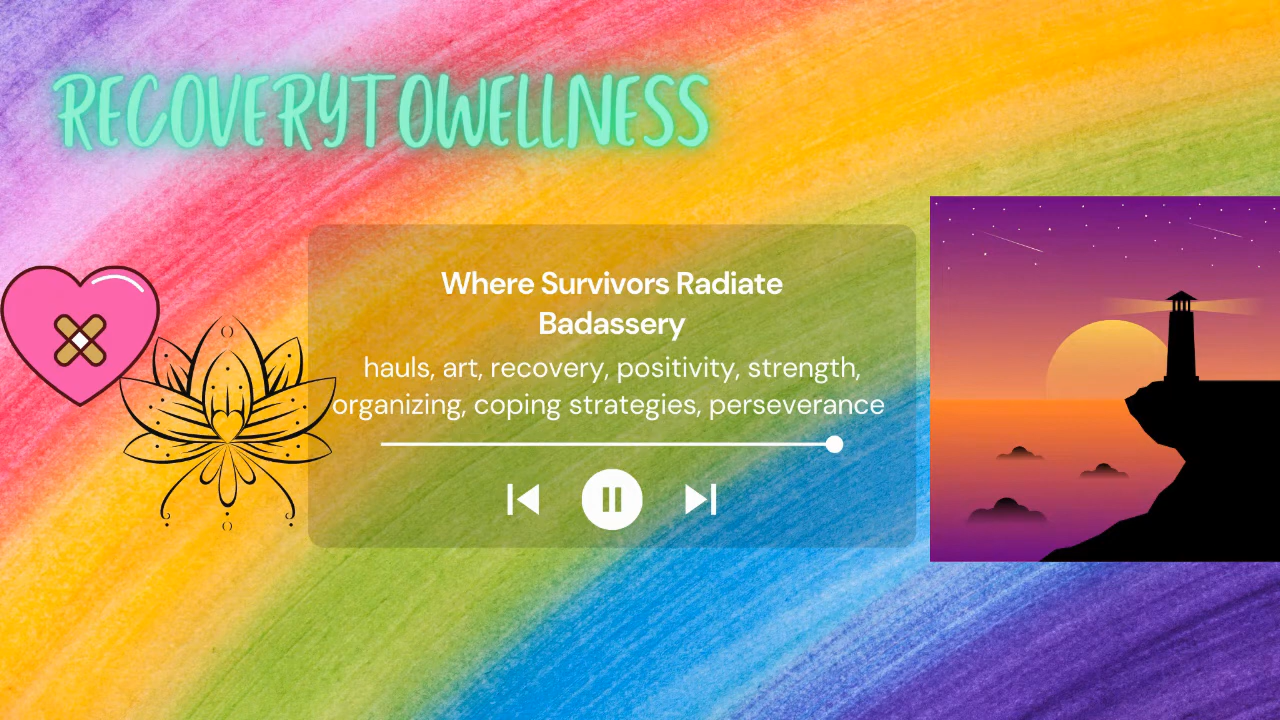 RECOVERYTOWELLNESS
Where Survivors Radiate
Badassery
hauls, art, recovery, positivity, strength,
organizing, coping strategies, perseverance